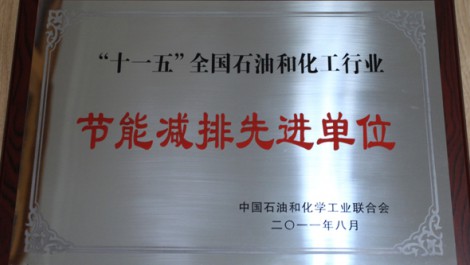 “十一五”全国石油和化工行业
节能减排先进单位
中国石油和化学工业联合会
二〇一一年八月